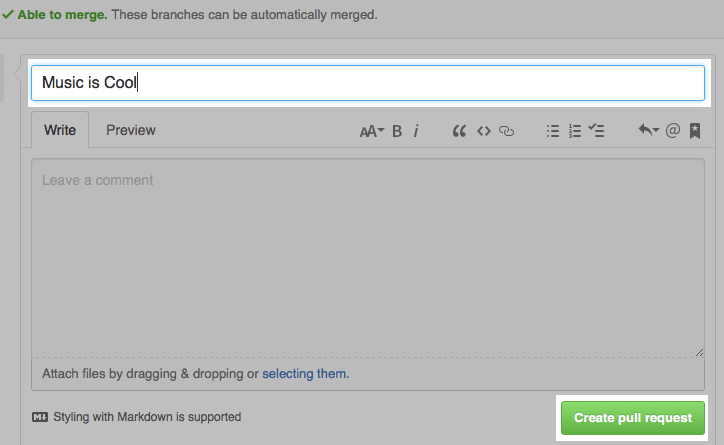 Able to merge. These branches can be automatically merged.
Music is Cool
Write Preview AA B i @
Leave a comment
Attach files by dragging & dropping or selecting them.
Styling with Markdown is supported
Create pull request